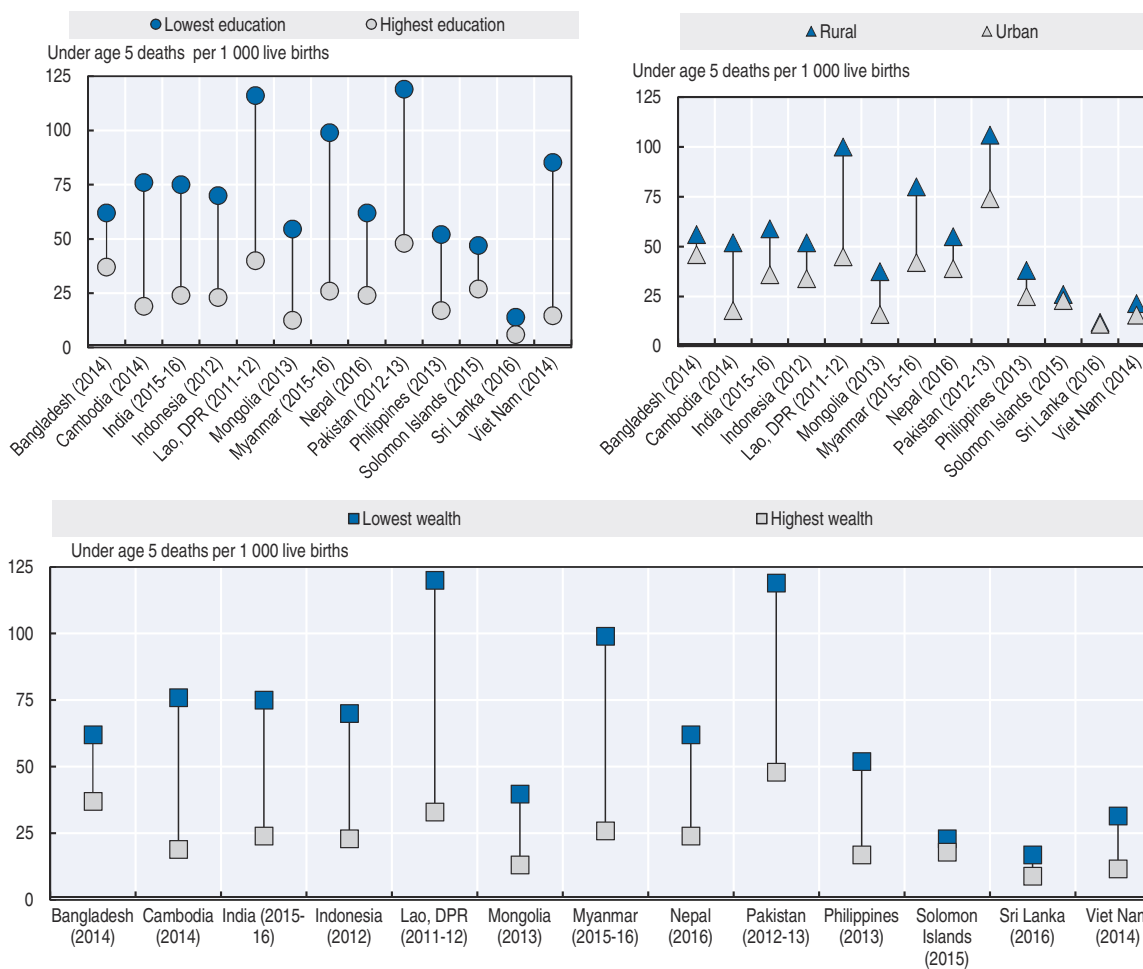 Lowest education Highest education
Under age 5 deaths per 1 000 live births
125
100
75
50
25
0
Bangladesh (2014)
Cambodia (2014)
India (2015-16)
Indonesia (2012)
Lao, DPR (2011-12)
Mongolia (2013)
Myanmar (2015-16)
Nepal (2016)
Pakistan (2012-13)
Philippines (2013)
Solomon Islands (2015)
Sri Lanka (2016)
Viet Nam (2014)
Rural Urban
Under age 5 deaths per 1 000 live births
125
100
75
50
25
0
Bangladesh (2014)
Cambodia (2014)
India (2015-16)
Indonesia (2012)
Lao, DPR (2011-12)
Mongolia (2013)
Myanmar (2015-16)
Nepal (2016)
Pakistan (2012-13)
Philippines (2013)
Solomon Islands (2015)
Sri Lanka (2016)
Viet Nam (2014)
Lowest wealth Highest wealth
Under age 5 deaths per 1 000 live births
125
100
75
50
25
0
Bangladesh Cambodia India (2015- Indonesia Lao, DPR Mongolia Myanmar Nepal Pakistan Philippines Solomon Sri Lanka Viet Nam
(2014) (2014) 16) (2012) (2011-12) (2013) (2015-16) (2016) (2012-13) (2013) Islands (2016) (2014)
(2015)